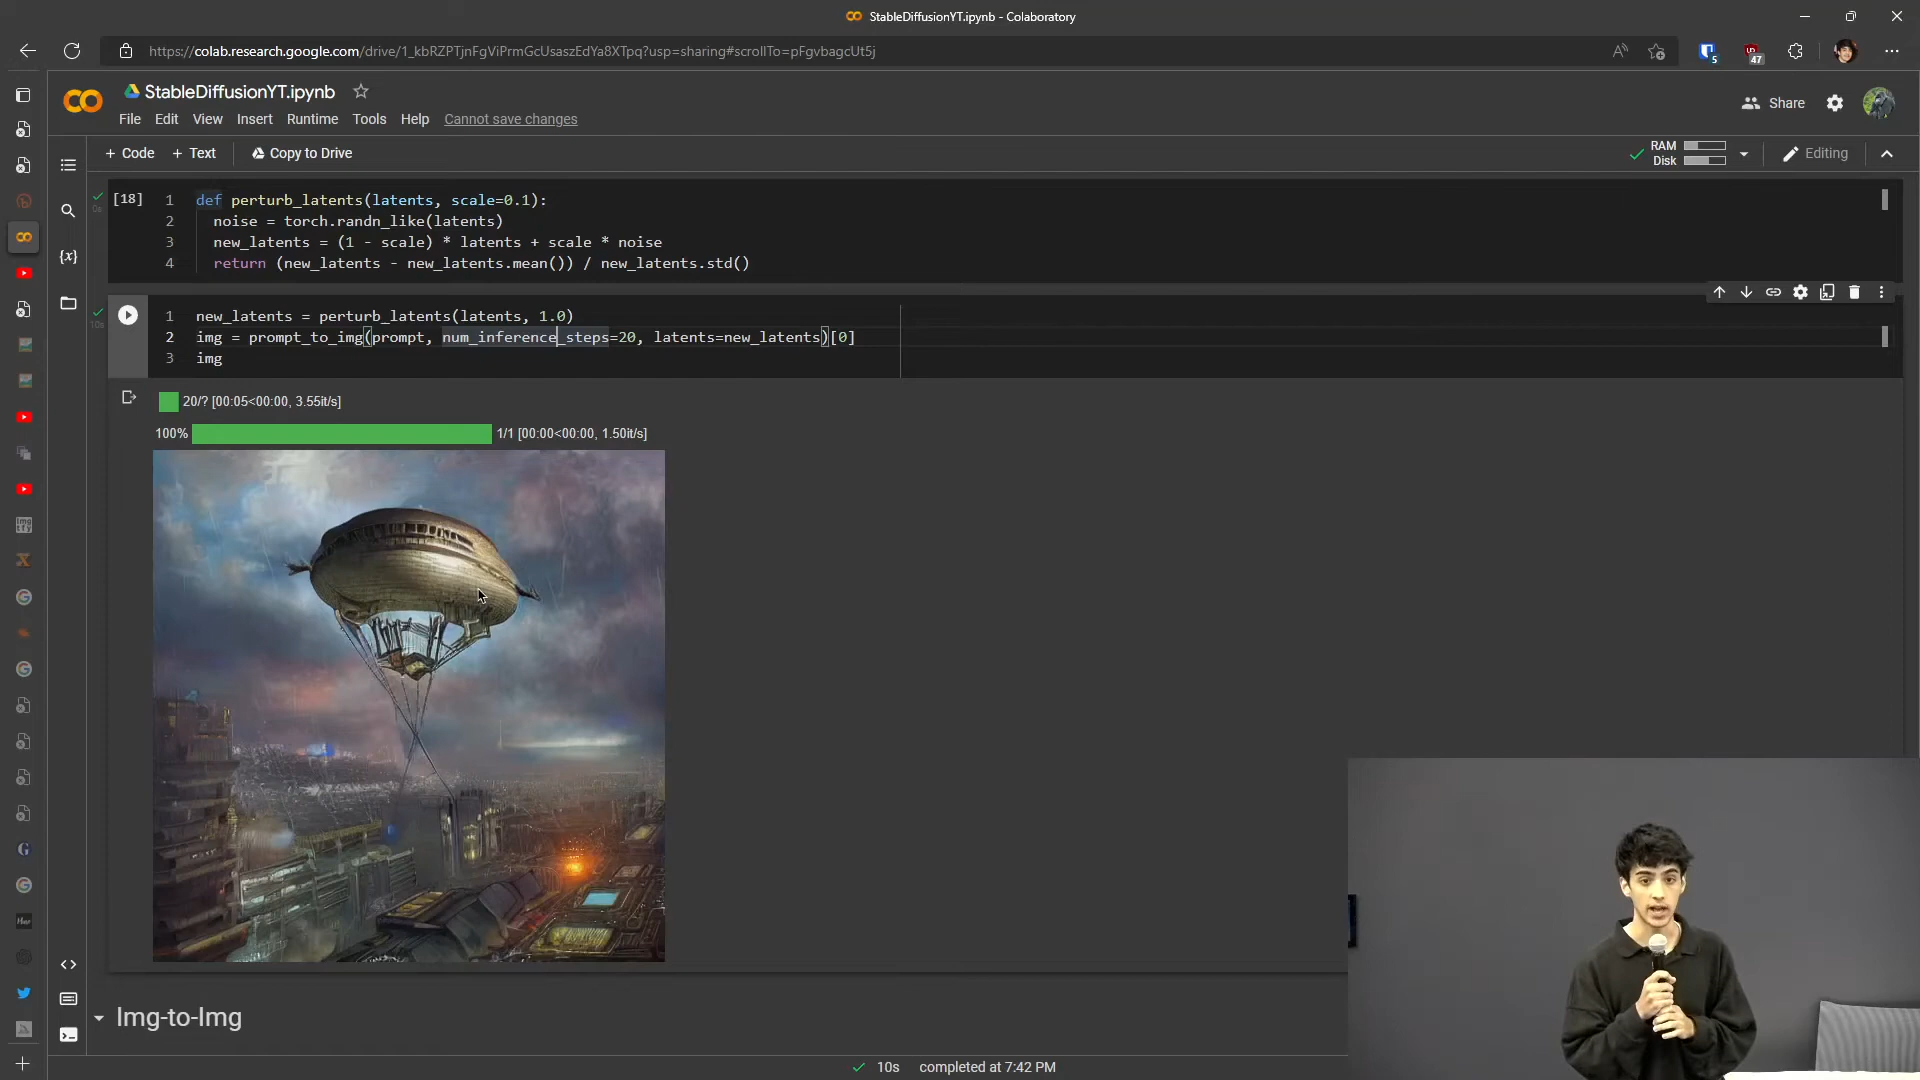 StableDiffusionYT.ipynb - Colaboratory
https://colab.research.google.com/drive/1_kbRZPTjnFgViPrmGcUsaszEdYa8XTpq?usp=sharing#scrollTo=pFgvbagcUt5j
5
47
StableDiffusionYT.ipynb
Share
File Edit View Insert Runtime Tools Help Cannot save changes
+ Code + Text Copy to Drive
RAM
Disk
Editing
[18]
1 def perturb_latents(latents, scale=0.1):
0s
2 noise = torch.randn_like(latents)
3 new_latents = (1 - scale) * latents + scale * noise
4 return (new_latents - new_latents.mean()) / new_latents.std()
{x}
1 new_latents = perturb_latents(latents, 1.0)
10s
2 img = prompt_to_img(prompt, num_inference_steps=20, latents=new_latents)[0]
3 img
20/? [00:05<00:00, 3.55it/s]
100% 1/1 [00:00<00:00, 1.50it/s]
Img-to-Img
10s completed at 7:42 PM